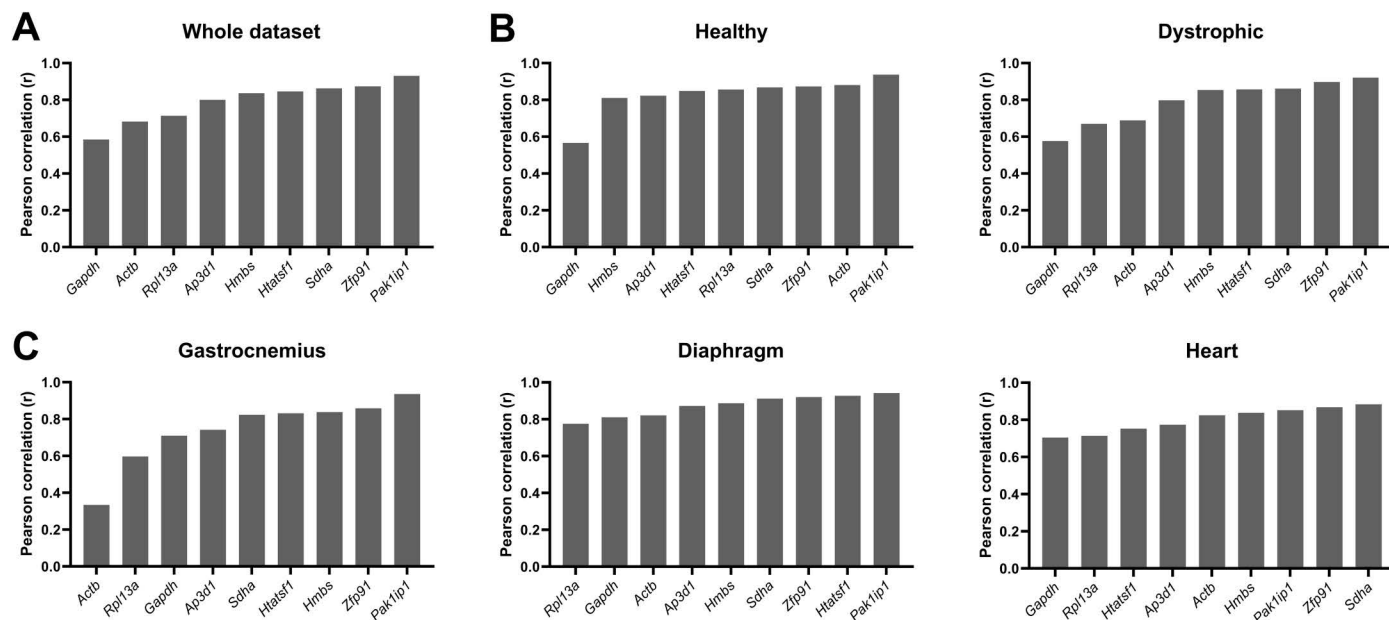 A
Whole dataset
Pearson correlation (r)
1.0
0.8
0.6
0.4
0.2
0.0
Gapdh
Actb
Rpl13a
Ap3d1
Hmbs
Htatsf1
Sdha
Zfp91
Pak1ip1
B
Healthy
Pearson correlation (r)
1.0
0.8
0.6
0.4
0.2
0.0
Gapdh
Hmbs
Ap3d1
Htatsf1
Rpl13a
Sdha
Zfp91
Actb
Pak1ip1
Dystrophic
Pearson correlation (r)
1.0
0.8
0.6
0.4
0.2
0.0
Gapdh
Rpl13a
Actb
Ap3d1
Hmbs
Htatsf1
Sdha
Zfp91
Pak1ip1
C
Gastrocnemius
Pearson correlation (r)
1.0
0.8
0.6
0.4
0.2
0.0
Actb
Rpl13a
Gapdh
Ap3d1
Sdha
Htatsf1
Hmbs
Zfp91
Pak1ip1
Diaphragm
Pearson correlation (r)
1.0
0.8
0.6
0.4
0.2
0.0
Rpl13a
Gapdh
Actb
Ap3d1
Hmbs
Sdha
Zfp91
Htatsf1
Pak1ip1
Heart
Pearson correlation (r)
1.0
0.8
0.6
0.4
0.2
0.0
Gapdh
Rpl13a
Htatsf1
Ap3d1
Actb
Hmbs
Pak1ip1
Zfp91
Sdha